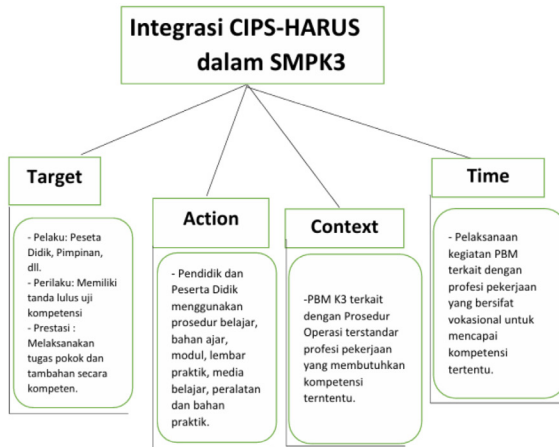 Integrasi CIPS-HARUS
dalam SMPK3
Target
- Pelaku: Peseta
Didik, Pimpinan,
dll.
- Perilaku: Memiliki
tanda lulus uji
kompetensi
- Prestasi :
Melaksanakan
tugas pokok dan
tambahan secara
kompeten.
Action
- Pendidik dan
Peserta Didik
menggunakan
prosedur belajar,
bahan ajar,
modul, lembar
praktik, media
belajar, peralatan
dan bahan
praktik.
Context
-PBM K3 terkait
dengan Prosedur
Operasi terstandar
profesi pekerjaan
yang membutuhkan
kompetensi
terntentu.
Time
- Pelaksanaan
kegiatan PBM
terkait dengan
profesi pekerjaan
yang bersifat
vokasional untuk
mencapai
kompetensi
tertentu.